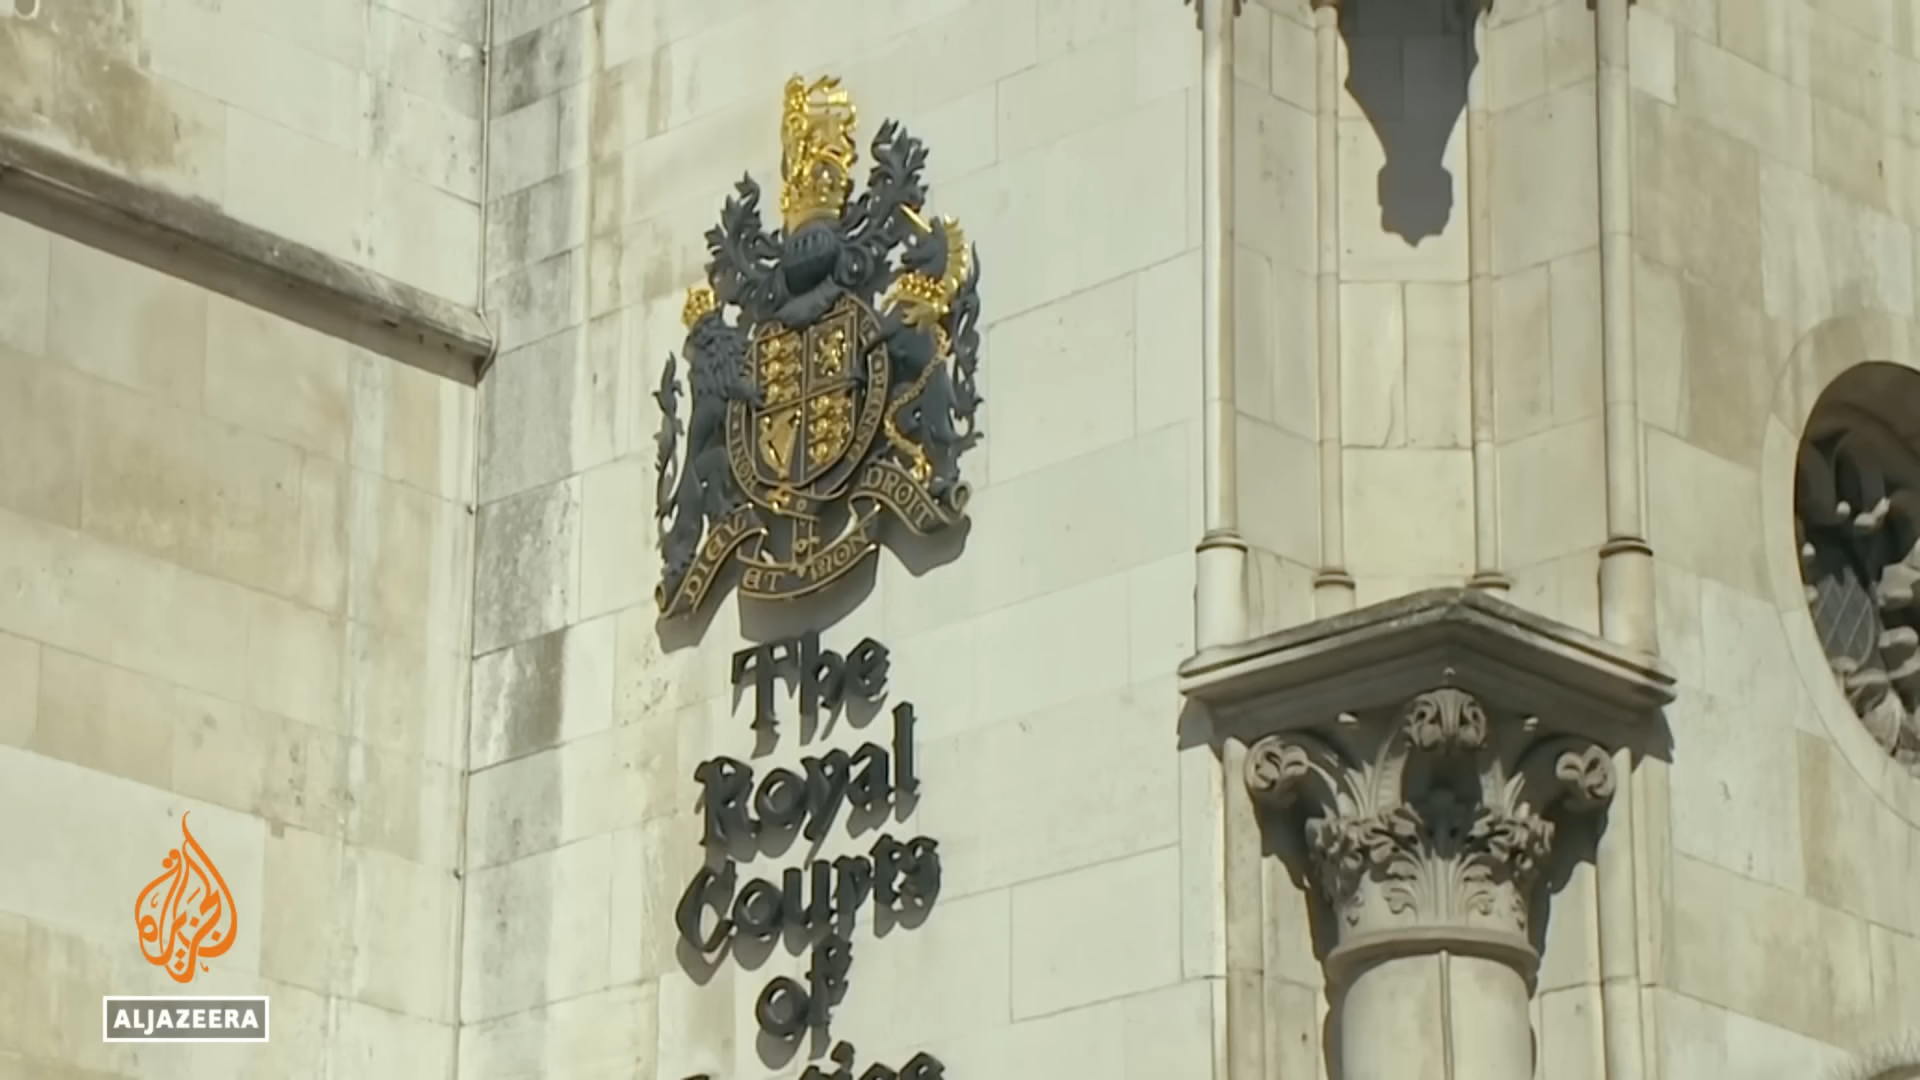 DIEU ET MON DROIT
The
Royal
Courts
of
الجزيرة
ALJAZEERA